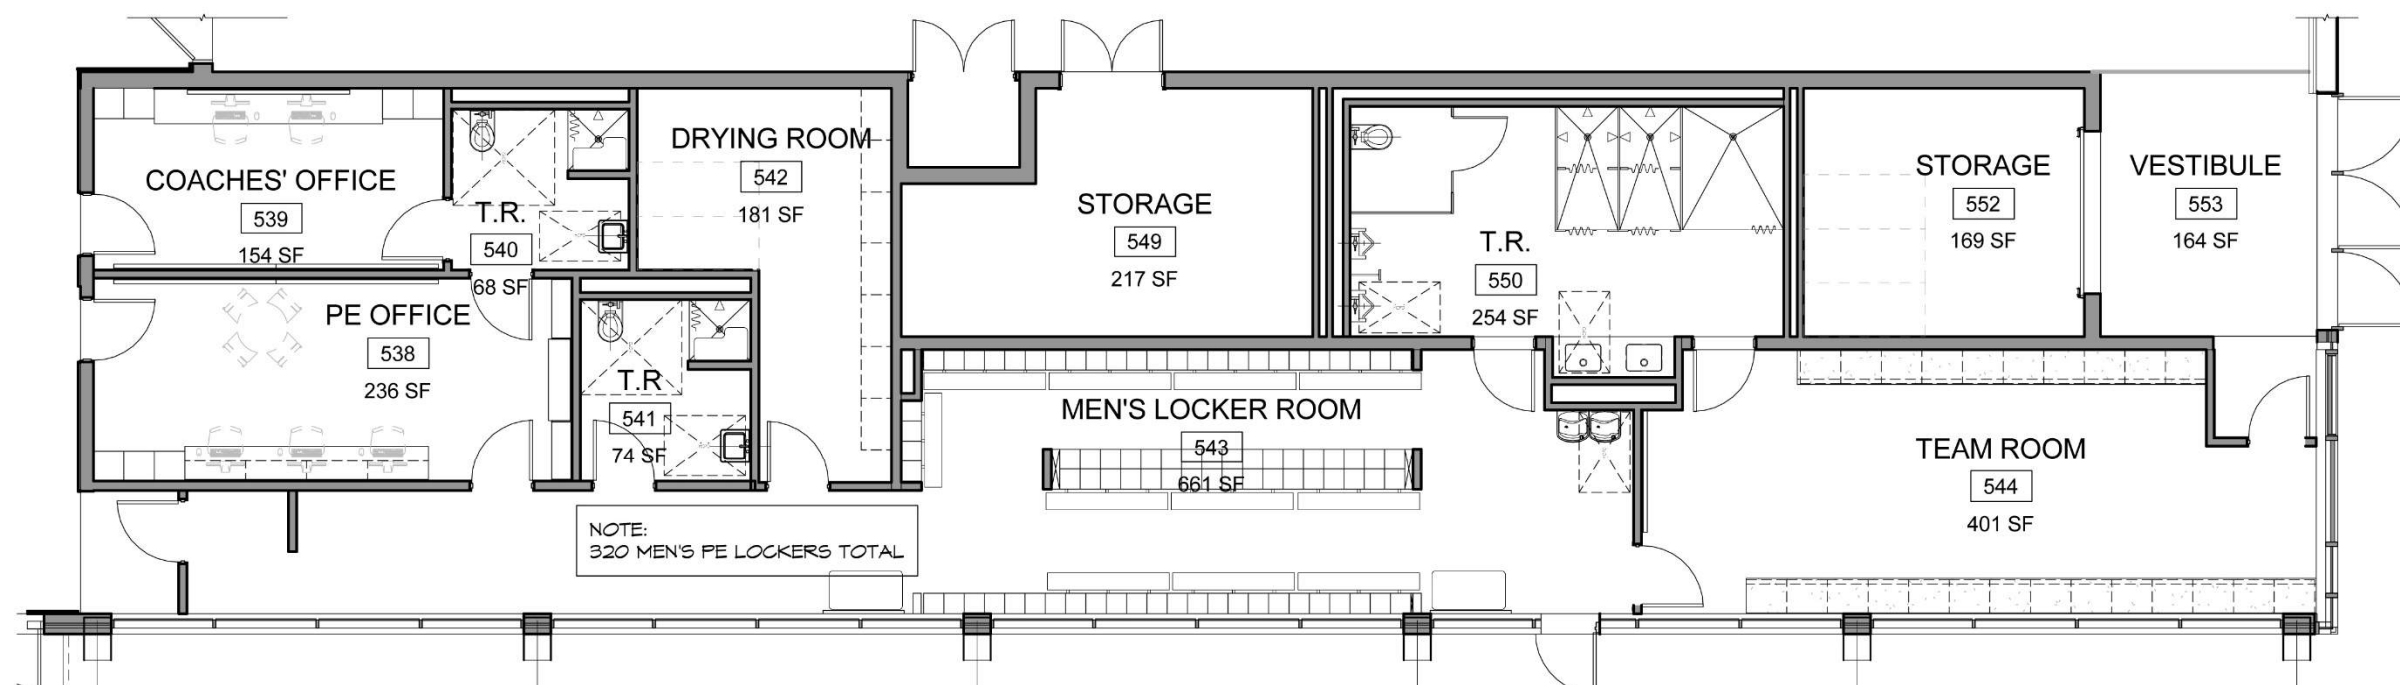 COACHES' OFFICE
539
154 SF
T.R.
540
68 SF
DRYING ROOM
542
181 SF
STORAGE
549
217 SF
T.R.
550
254 SF
STORAGE
552
169 SF
VESTIBULE
553
164 SF
PE OFFICE
538
236 SF
T.R
541
74 SF
MEN'S LOCKER ROOM
543
661 SF
TEAM ROOM
544
401 SF
NOTE:
320 MEN'S PE LOCKERS TOTAL